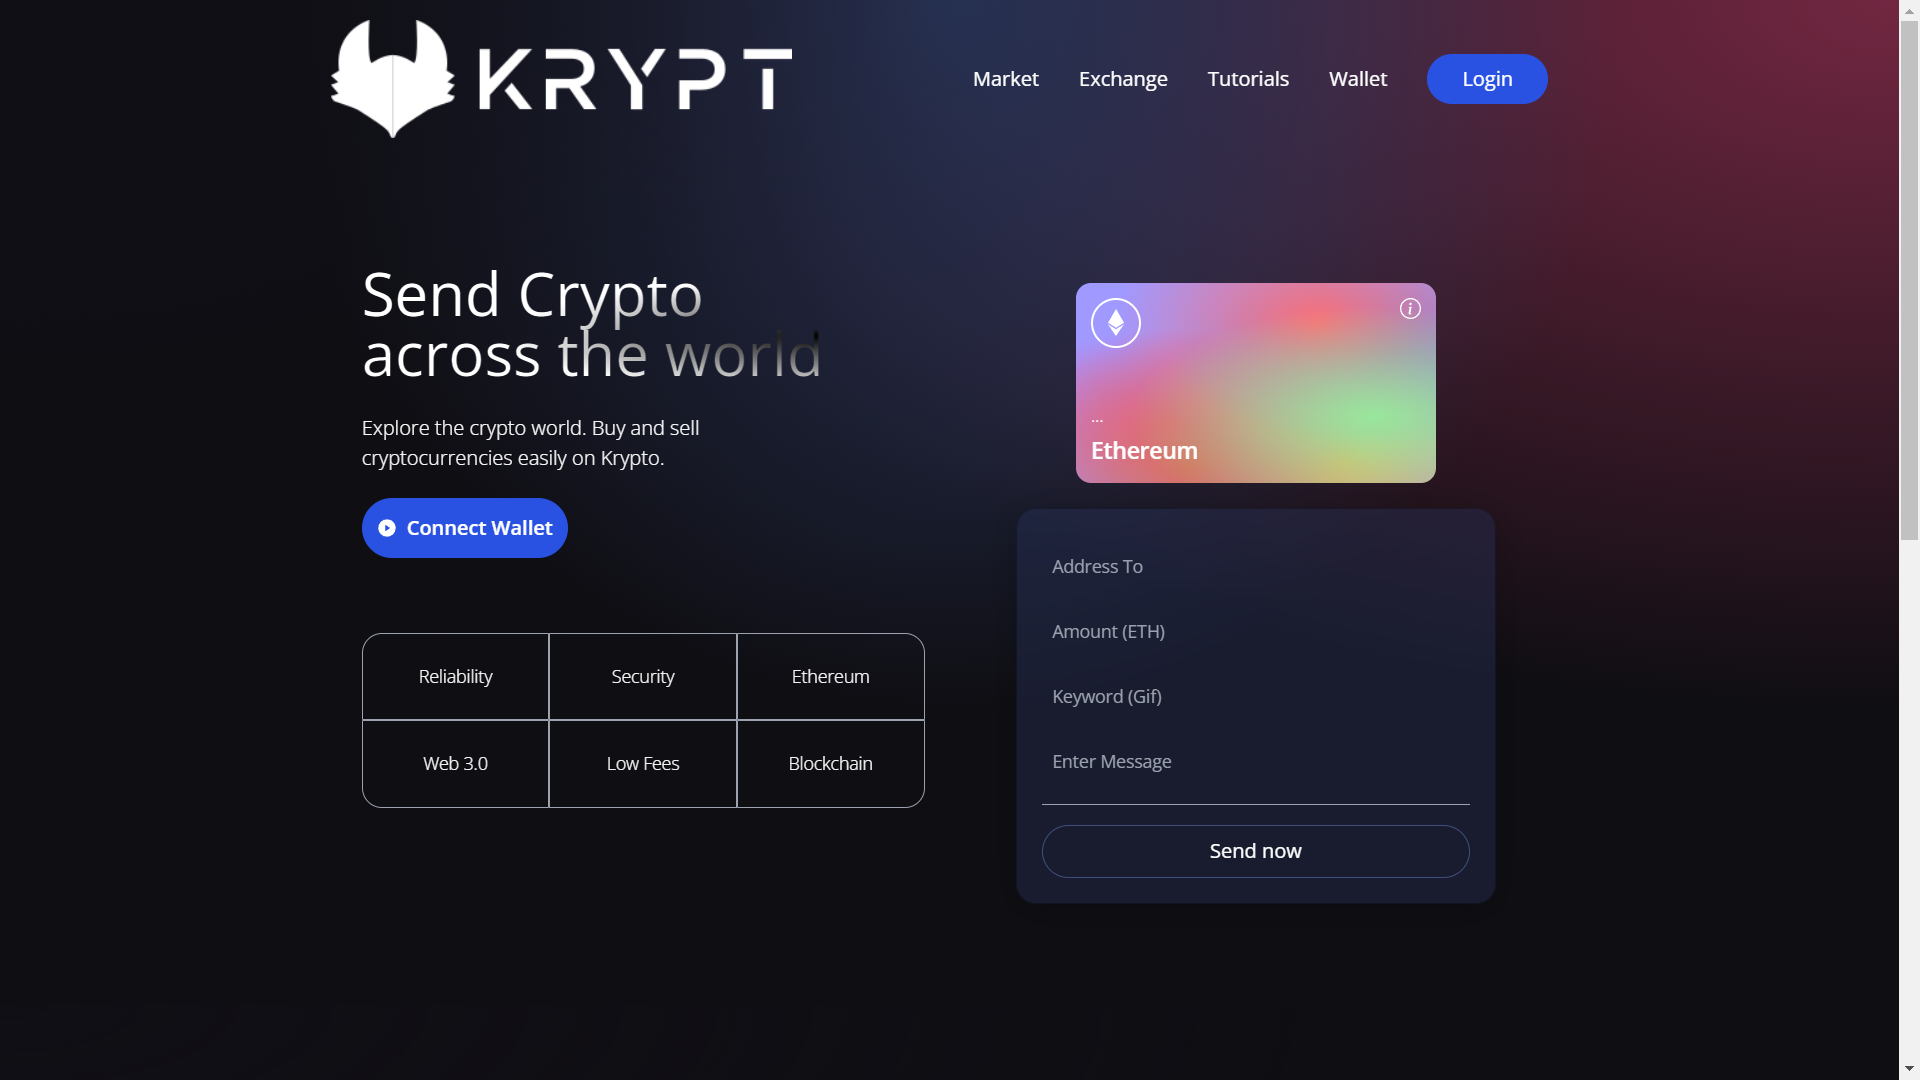 KRYPT
Market
Exchange
Tutorials
Wallet
Login
Send Crypto
across the world
Explore the crypto world. Buy and sell
cryptocurrencies easily on Krypto.
Connect Wallet
Reliability
Security
Ethereum
Web 3.0
Low Fees
Blockchain
...
Ethereum
Address To
Amount (ETH)
Keyword (Gif)
Enter Message
Send now